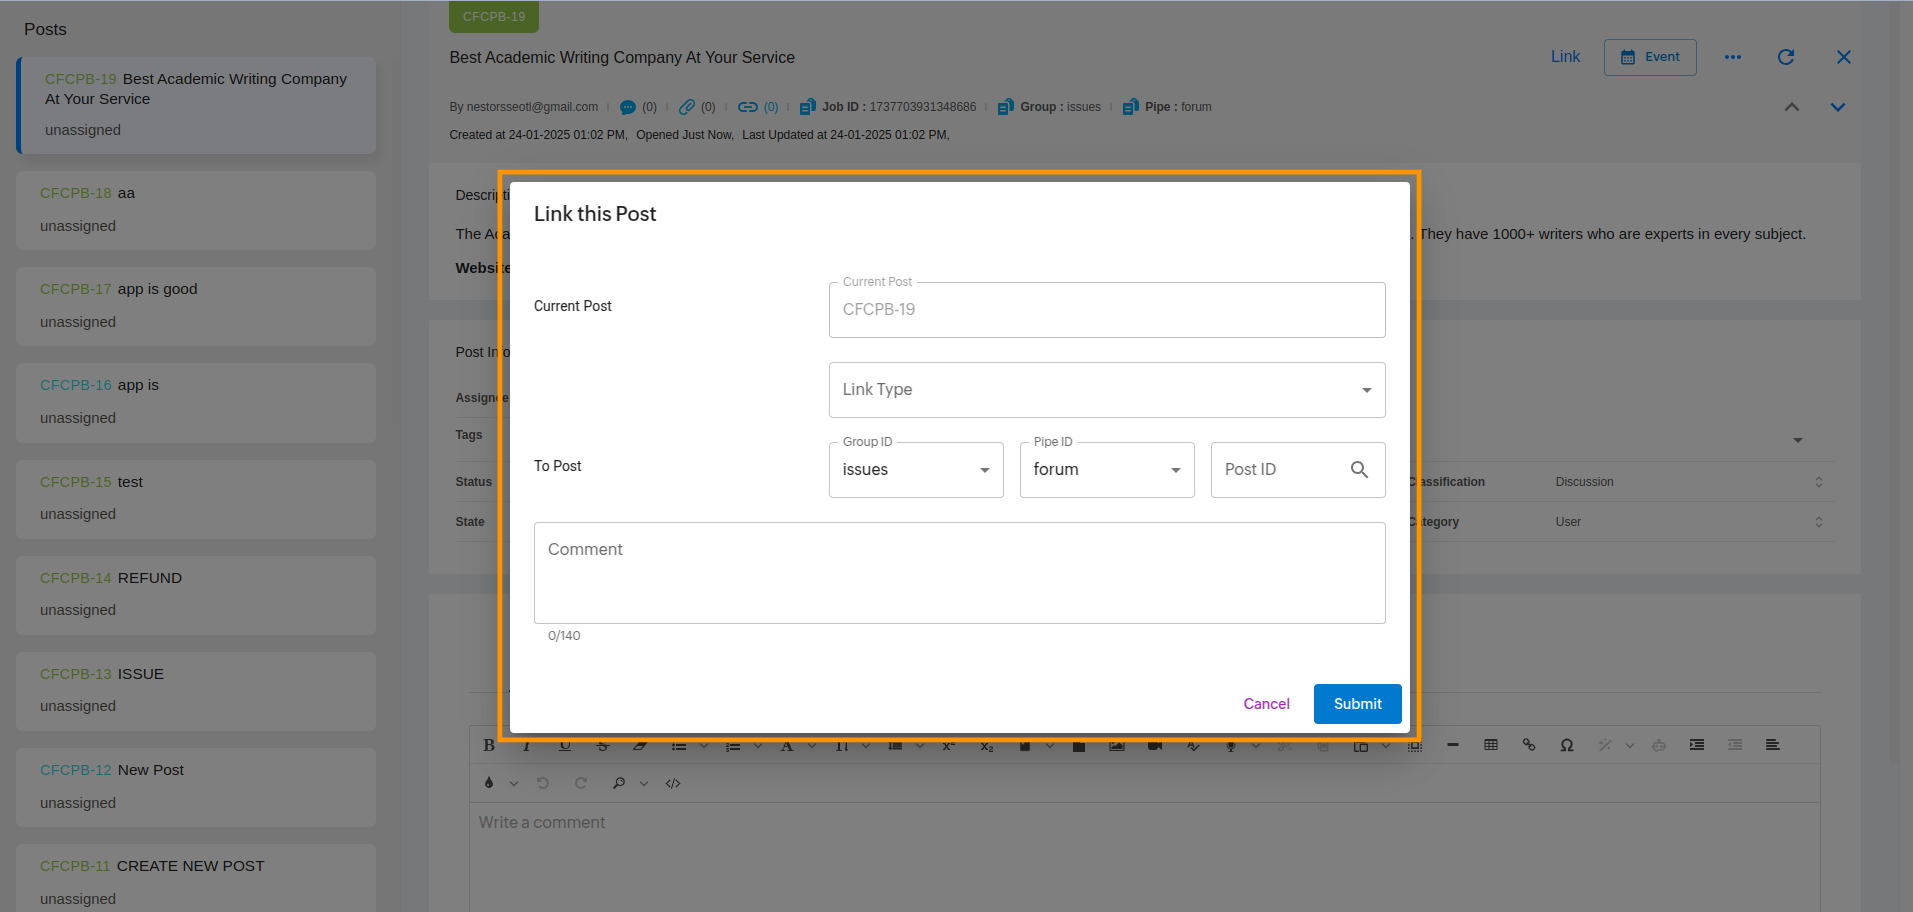 Posts
CFCPB-19 Best Academic Writing Company
At Your Service
unassigned
CFCPB-18 aa
unassigned
CFCPB-17 app is good
unassigned
CFCPB-16 app is
unassigned
CFCPB-15 test
unassigned
CFCPB-14 REFUND
unassigned
CFCPB-13 ISSUE
unassigned
CFCPB-12 New Post
unassigned
CFCPB-11 CREATE NEW POST
unassigned
CFCPB-19
Best Academic Writing Company At Your Service
Link
Event
By nestorsseotl@gmail.com (0) (0) (0) Job ID : 1737703931348686 Group : issues Pipe : forum
Created at 24-01-2025 01:02 PM, Opened Just Now, Last Updated at 24-01-2025 01:02 PM,
The
. They have 1000+ writers who are experts in every subject.
Website
Tags
Status
Classification Discussion
State
Category User
Link this Post
Current Post
Current Post
CFCPB-19
Link Type
To Post
Group ID
issues
Pipe ID
forum
Post ID
Comment
0/140
Cancel
Submit
Write a comment